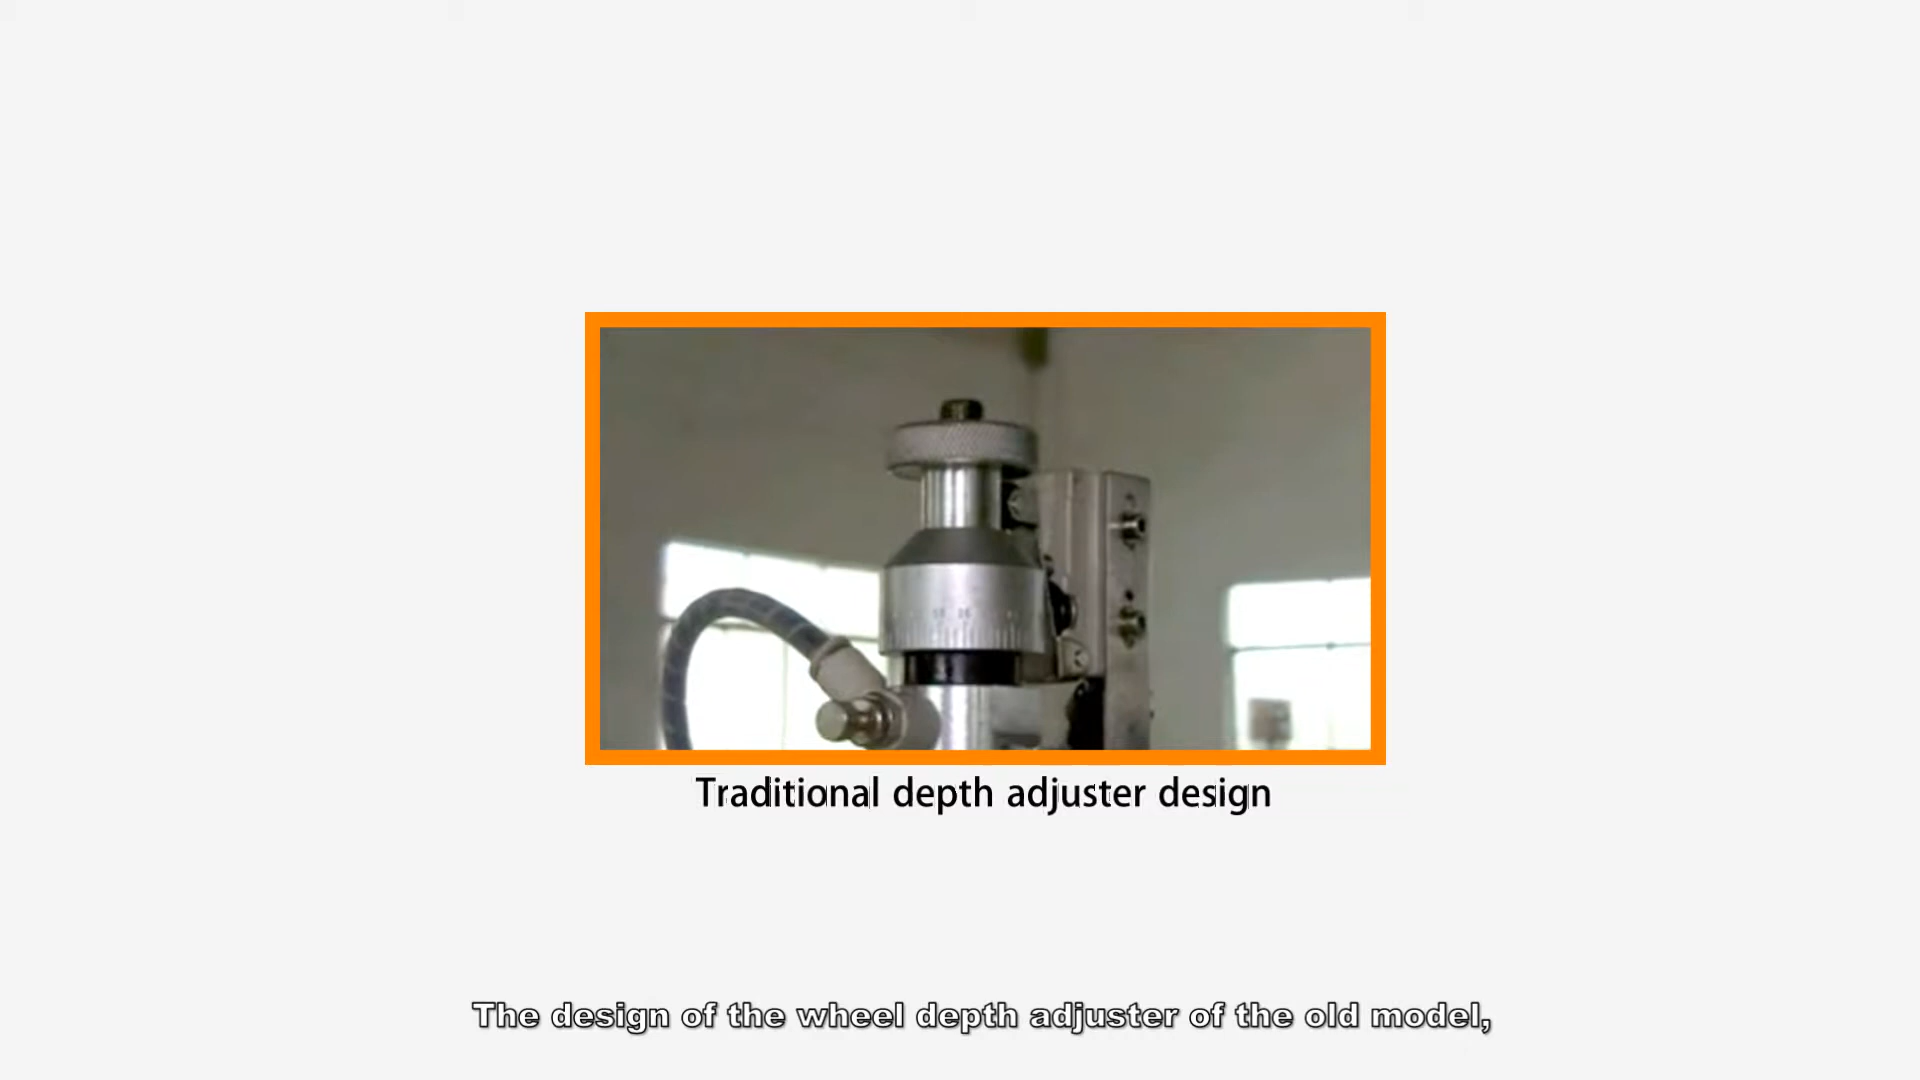 Traditional depth adjuster design
The design of the wheel depth adjuster of the old model,